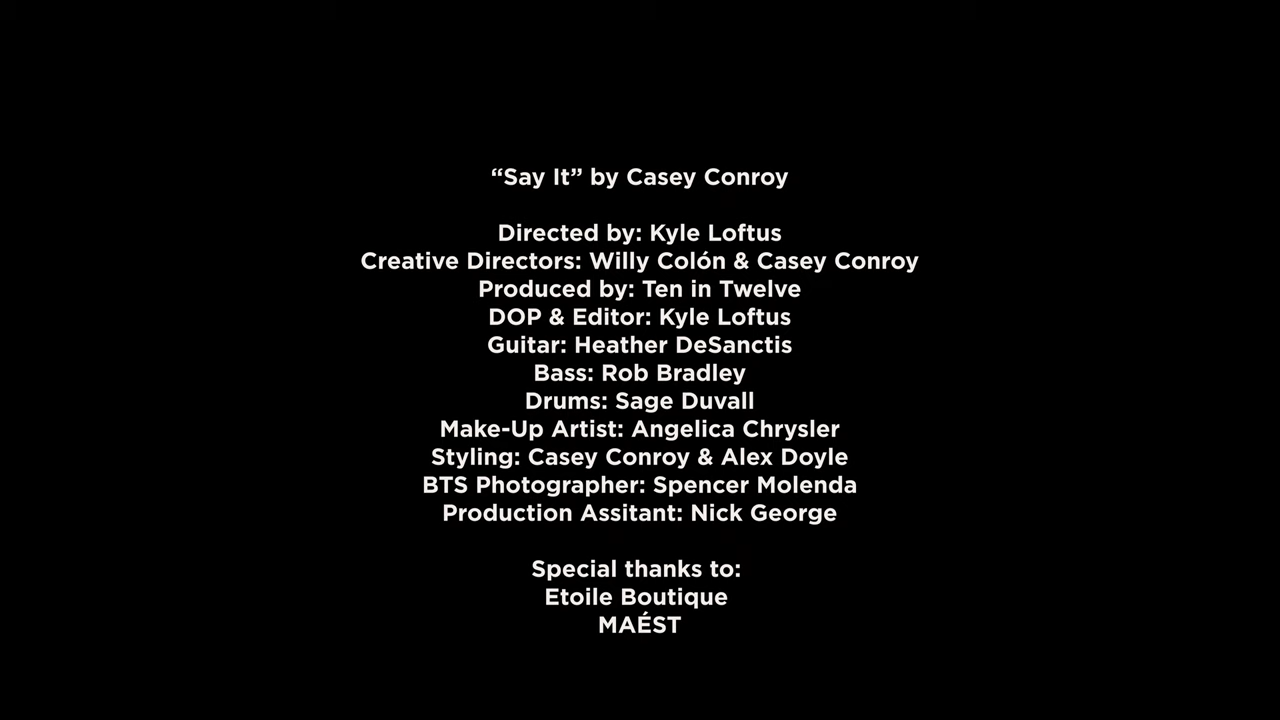 “Say It” by Casey Conroy
Directed by: Kyle Loftus
Creative Directors: Willy Colón & Casey Conroy
Produced by: Ten in Twelve
DOP & Editor: Kyle Loftus
Guitar: Heather DeSanctis
Bass: Rob Bradley
Drums: Sage Duvall
Make-Up Artist: Angelica Chrysler
Styling: Casey Conroy & Alex Doyle
BTS Photographer: Spencer Molenda
Production Assitant: Nick George
Special thanks to:
Etoile Boutique
MAÉST